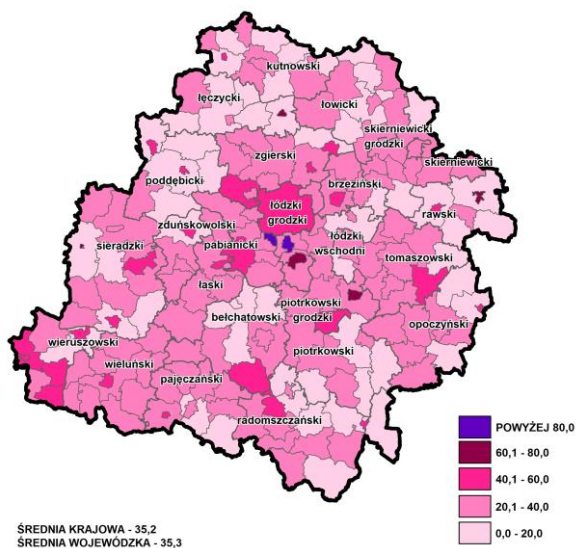 kutnowski
łęczycki
łowicki
skierniewicki
grodzki
zgierski
skierniewicki
brzeziński
poddębicki
łódzki
grodzki
rawski
zduńskowolski
łódzki
wschodni
sieradzki
pabianicki
tomaszowski
łaski
piotrkowski
grodzki
bełchatowski
opoczyński
wieruszowski
piotrkowski
wieluński
pajęczański
radomszczański
POWYŻEJ 80,0
60,1 - 80,0
40,1 - 60,0
20,1 - 40,0
0,0 - 20,0
ŚREDNIA KRAJOWA - 35,2
ŚREDNIA WOJEWÓDZKA - 35,3